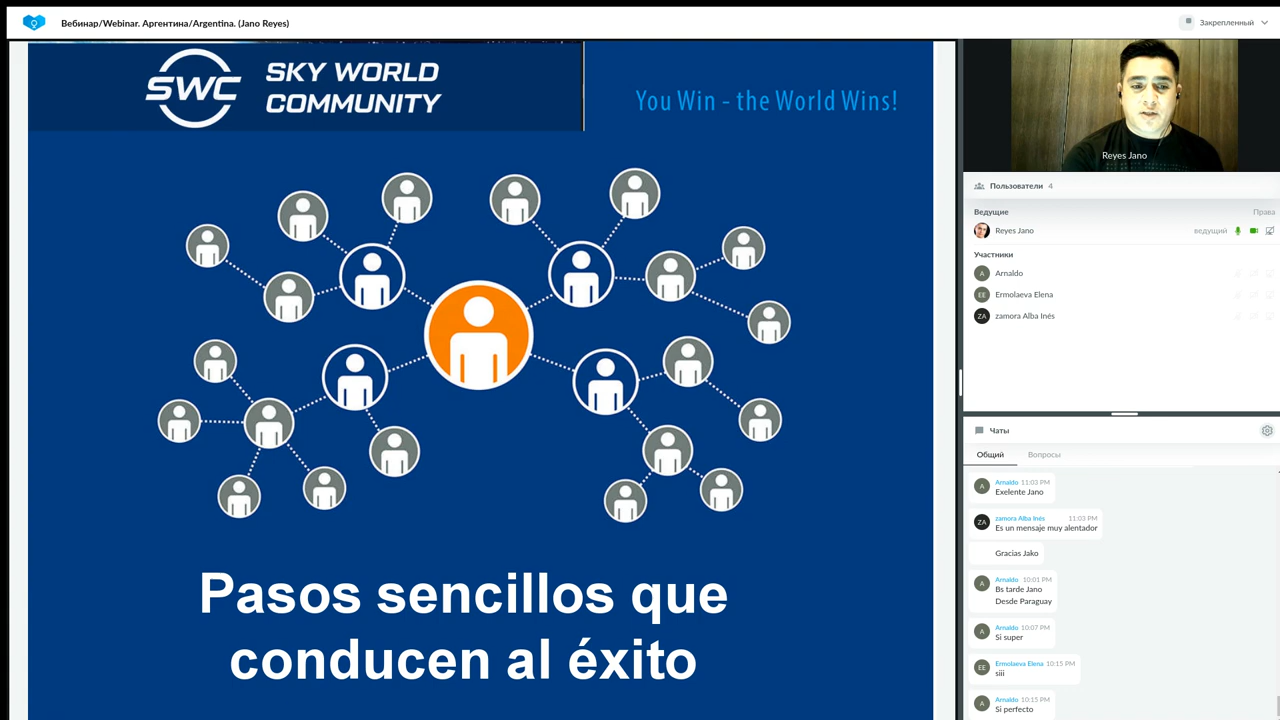 Вебинар/Webinar. Аргентина/Argentina. (Jano Reyes)
Закрепленный
SWC
SKY WORLD
COMMUNITY
You Win - the World Wins!
Pasos sencillos que
conducen al éxito
Reyes Jano
Пользователи 4
Ведущие Права
Reyes Jano ведущий
Участники
A Arnaldo
EE Ermolaeva Elena
ZA zamora Alba Inés
Чаты
Общий Вопросы
A Arnaldo 11:03 PM
Exelente Jano
ZA zamora Alba Inés 11:03 PM
Es un mensaje muy alentador
Gracias Jako
A Arnaldo 10:01 PM
Bs tarde Jano
Desde Paraguay
A Arnaldo 10:07 PM
Si super
EE Ermolaeva Elena 10:15 PM
siii
A Arnaldo 10:15 PM
Si perfecto